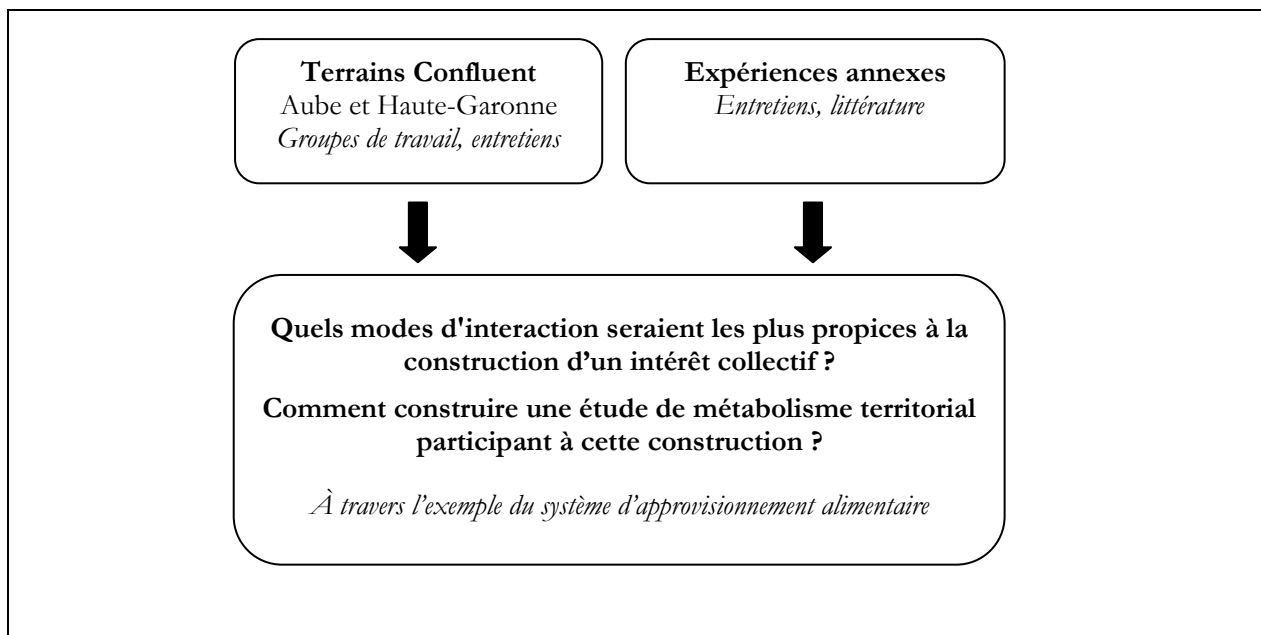 Terrains Confluent
Aube et Haute-Garonne
Groupes de travail, entretiens
Expériences annexes
Entretiens, littérature
Quels modes d'interaction seraient les plus propices à la
construction d’un intérêt collectif ?
Comment construire une étude de métabolisme territorial
participant à cette construction ?
À travers l’exemple du système d’approvisionnement alimentaire